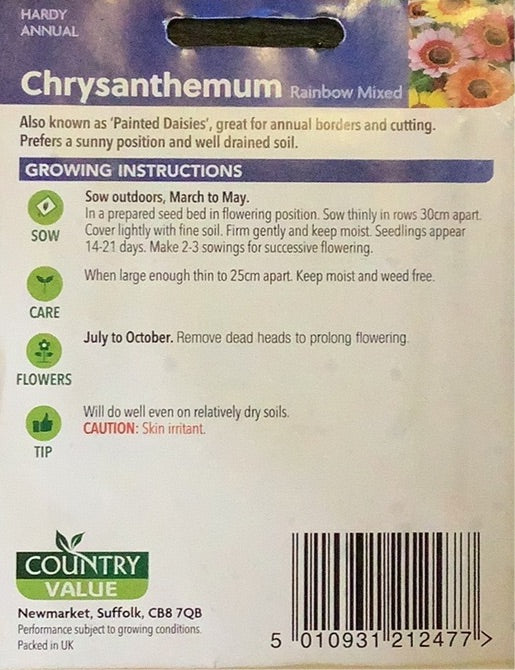 HARDY
ANNUAL
Chrysanthemum Rainbow Mixed
Also known as 'Painted Daisies', great for annual borders and cutting.
Prefers a sunny position and well drained soil.
GROWING INSTRUCTIONS
SOW
Sow outdoors, March to May.
In a prepared seed bed in flowering position. Sow thinly in rows 30cm apart.
Cover lightly with fine soil. Firm gently and keep moist. Seedlings appear
14-21 days. Make 2-3 sowings for successive flowering.
CARE
When large enough thin to 25cm apart. Keep moist and weed free.
FLOWERS
July to October. Remove dead heads to prolong flowering.
TIP
Will do well even on relatively dry soils.
CAUTION: Skin irritant.
COUNTRY
VALUE
Newmarket, Suffolk, CB8 7QB
Performance subject to growing conditions.
Packed in UK
5 010931 212477 >